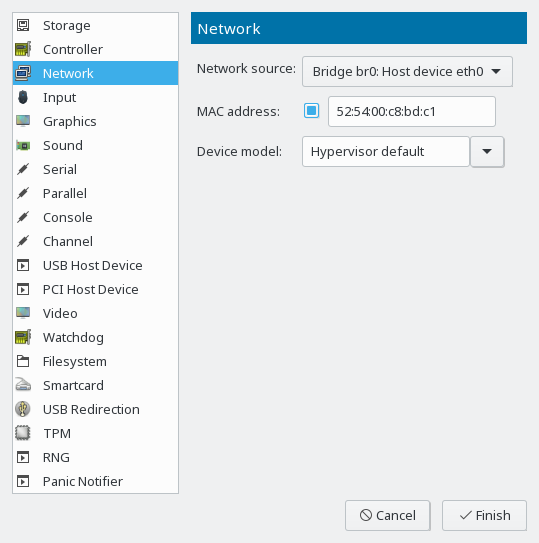 Storage
Controller
Network
Input
Graphics
Sound
Serial
Parallel
Console
Channel
USB Host Device
PCI Host Device
Video
Watchdog
Filesystem
Smartcard
USB Redirection
TPM
RNG
Panic Notifier
Network
Network source: Bridge br0: Host device eth0
MAC address: 52:54:00:c8:bd:c1
Device model: Hypervisor default
Cancel Finish